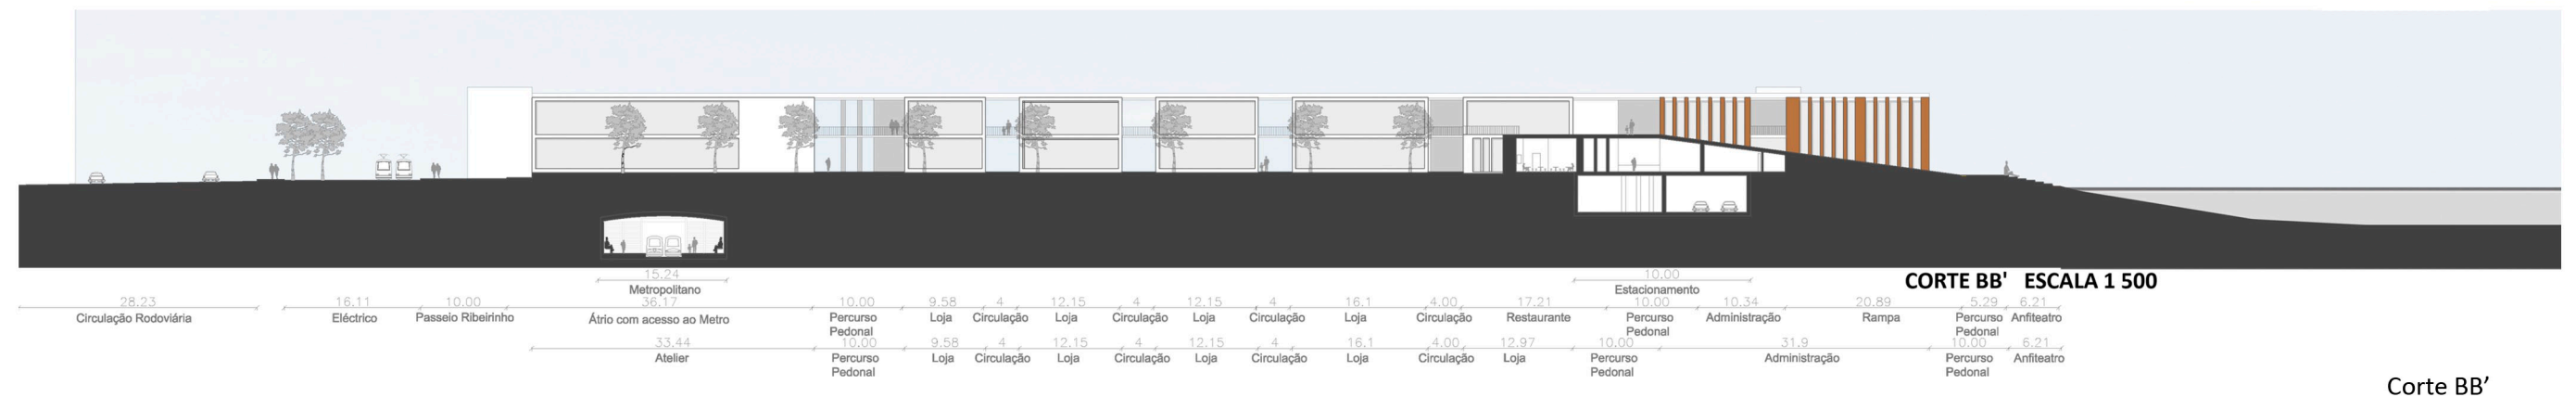 15.24 10.00
Metropolitano Estacionamento
CORTE BB' ESCALA 1 500
28.23 16.11 10.00 36.17 10.00 9.58 4 12.15 4 12.15 4 16.1 4.00 17.21 10.00 10.34 20.89 5.29 6.21
Circulação Rodoviária Eléctrico Passeio Ribeirinho Átrio com acesso ao Metro Percurso Loja Circulação Loja Circulação Loja Circulação Loja Circulação Restaurante Percurso Administração Rampa Percurso Anfiteatro
Pedonal Pedonal Pedonal
33.44 10.00 9.58 4 12.15 4 12.15 4 16.1 4.00 12.97 10.00 31.9 10.00 6.21
Atelier Percurso Loja Circulação Loja Circulação Loja Circulação Loja Circulação Loja Percurso Administração Percurso Anfiteatro
Pedonal Pedonal Pedonal
Corte BB’